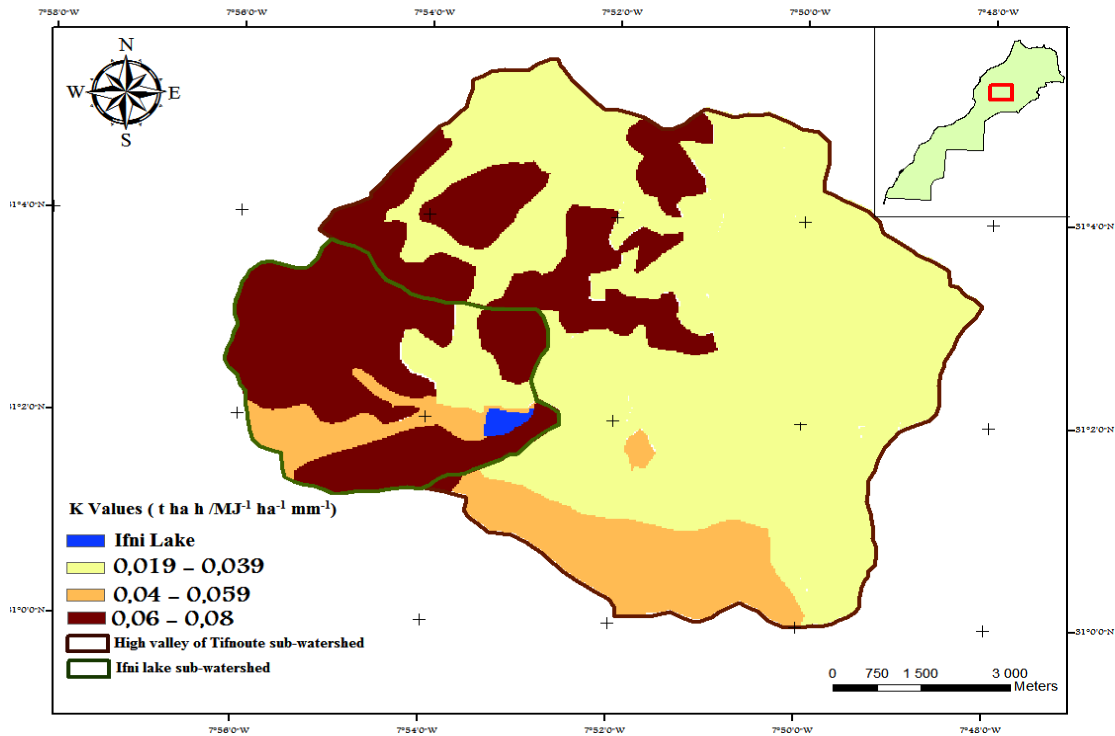 7°58'0"W 7°56'0"W 7°54'0"W 7°52'0"W 7°50'0"W 7°48'0"W
N
W E
S
31°4'0"N
31°4'0"N
31°2'0"N
31°2'0"N
31°0'0"N
31°0'0"N
K Values ( t ha h /MJ⁻¹ ha⁻¹ mm⁻¹)
Ifni Lake
0,019 – 0,039
0,04 – 0,059
0,06 – 0,08
High valley of Tifnoute sub-watershed
Ifni lake sub-watershed
0 750 1 500 3 000
Meters
7°56'0"W 7°54'0"W 7°52'0"W 7°50'0"W 7°48'0"W